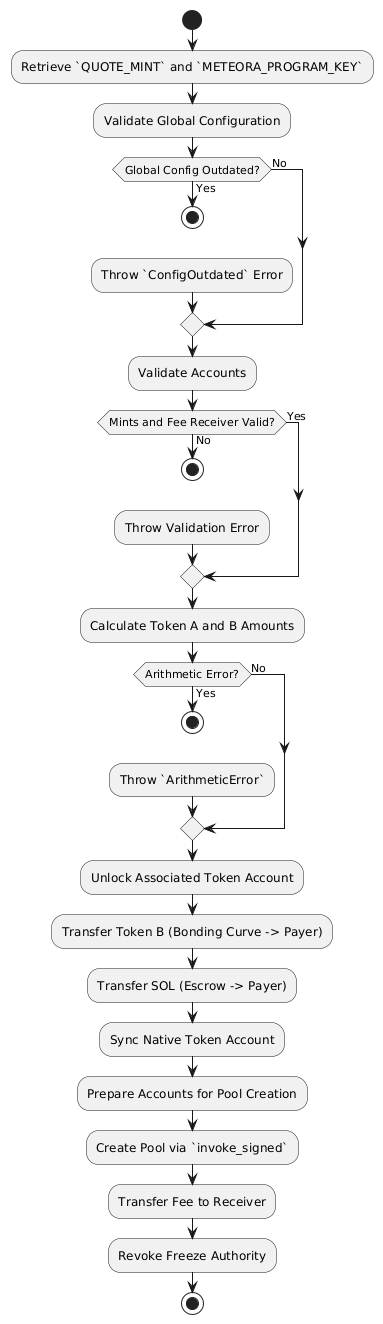 Retrieve `QUOTE_MINT` and `METEORA_PROGRAM_KEY`
Validate Global Configuration
Global Config Outdated?
No
Yes
Throw `ConfigOutdated` Error
Validate Accounts
Mints and Fee Receiver Valid?
Yes
No
Throw Validation Error
Calculate Token A and B Amounts
Arithmetic Error?
No
Yes
Throw `ArithmeticError`
Unlock Associated Token Account
Transfer Token B (Bonding Curve -> Payer)
Transfer SOL (Escrow -> Payer)
Sync Native Token Account
Prepare Accounts for Pool Creation
Create Pool via `invoke_signed`
Transfer Fee to Receiver
Revoke Freeze Authority